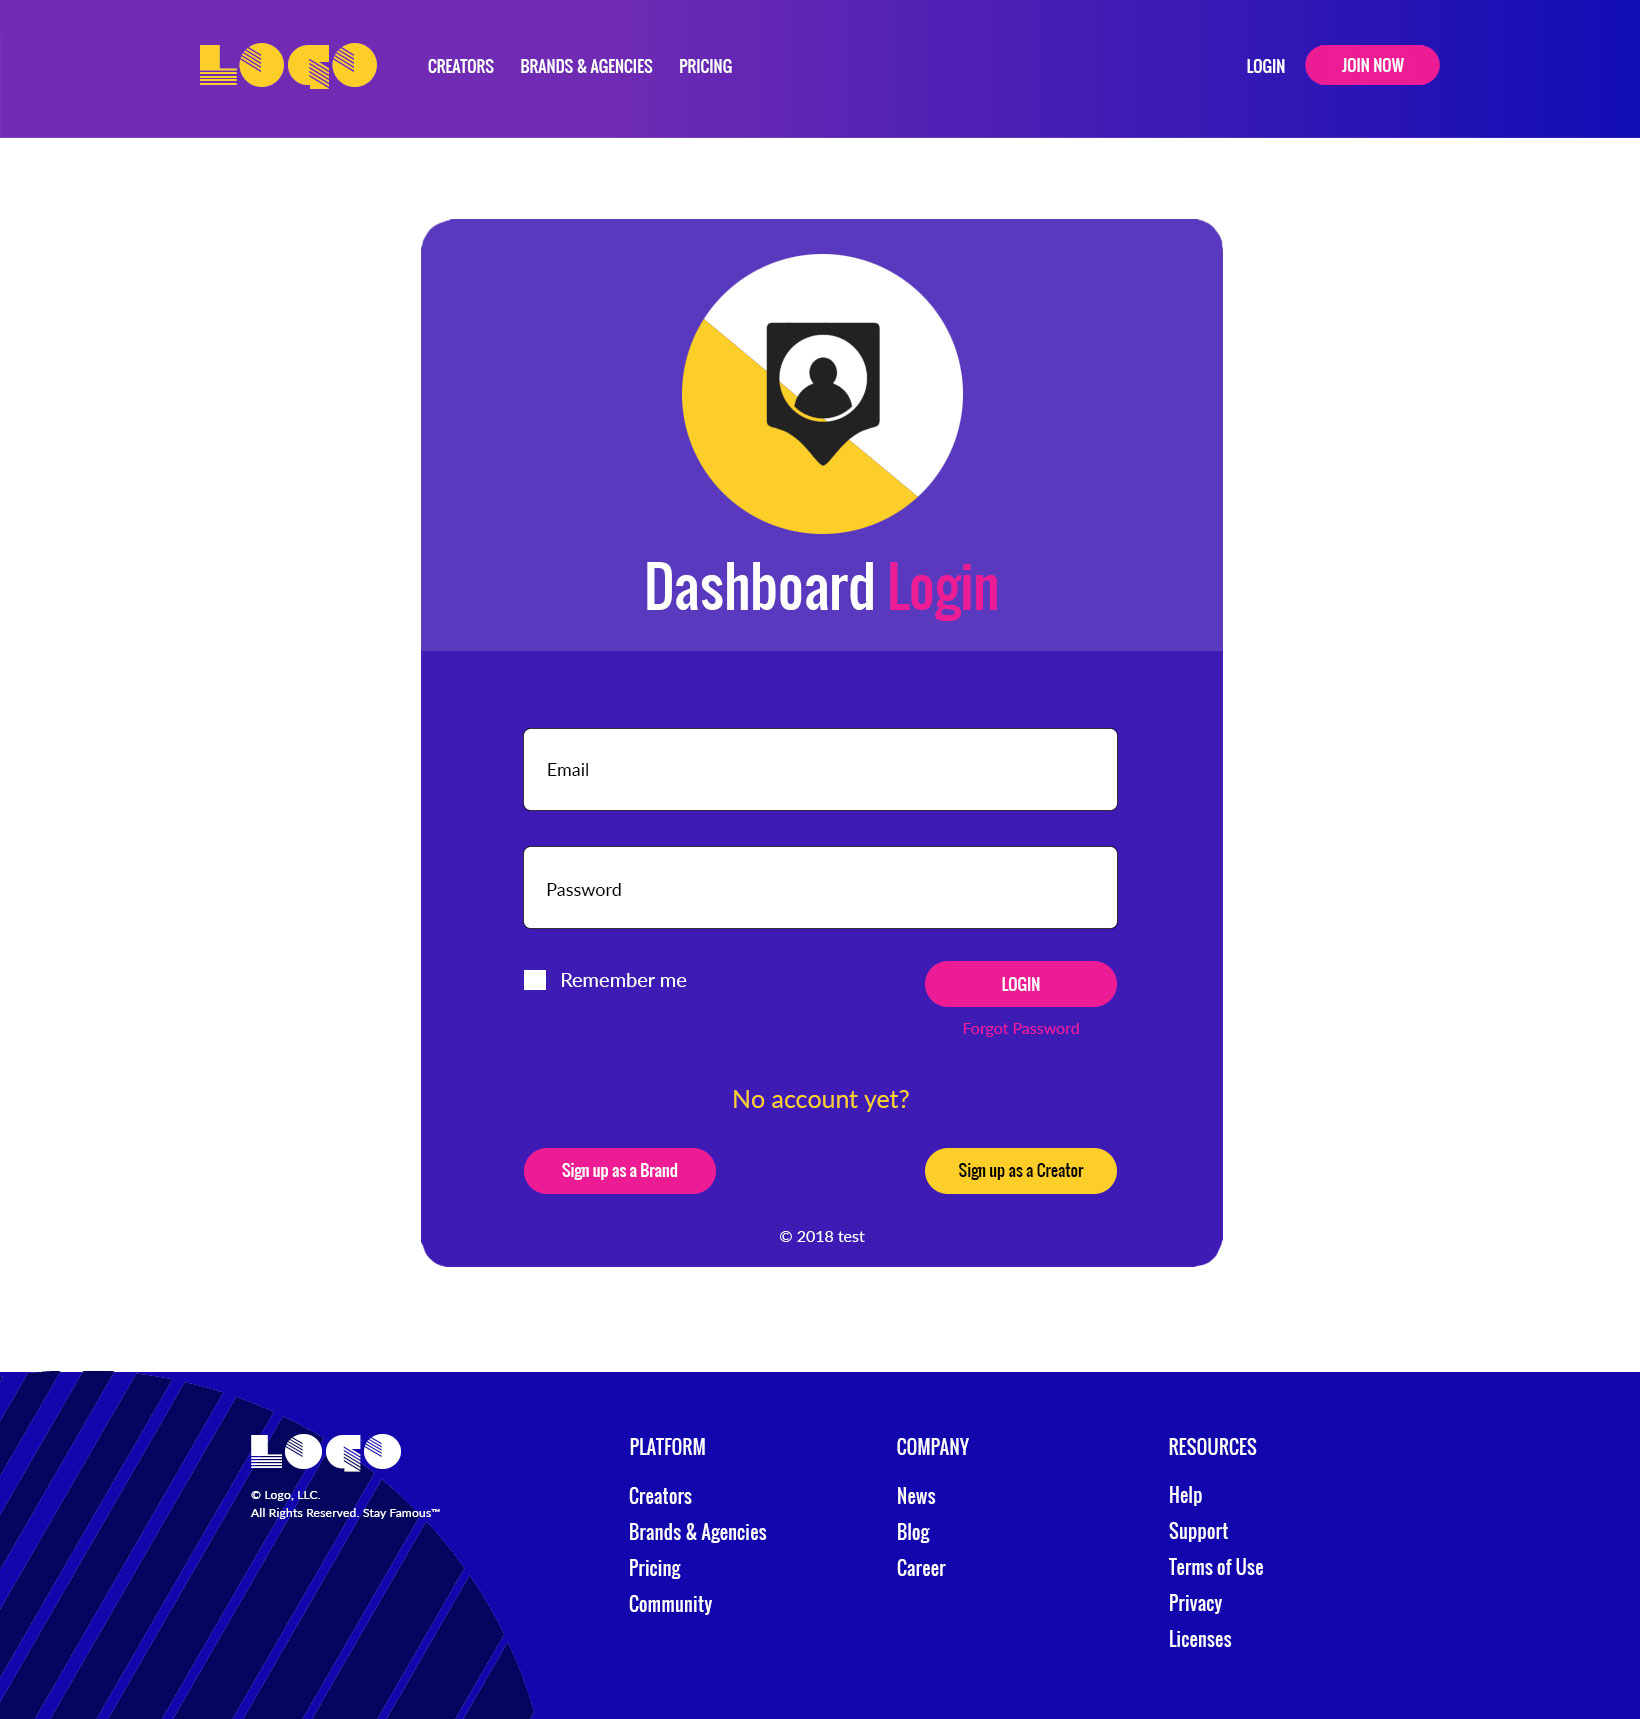 LOGO
CREATORS BRANDS & AGENCIES PRICING
LOGIN JOIN NOW
Dashboard Login
Email
Password
Remember me
LOGIN
Forgot Password
No account yet?
Sign up as a Brand
Sign up as a Creator
© 2018 test
LOGO
© Logo, LLC.
All Rights Reserved. Stay Famous™
PLATFORM
Creators
Brands & Agencies
Pricing
Community
COMPANY
News
Blog
Career
RESOURCES
Help
Support
Terms of Use
Privacy
Licenses